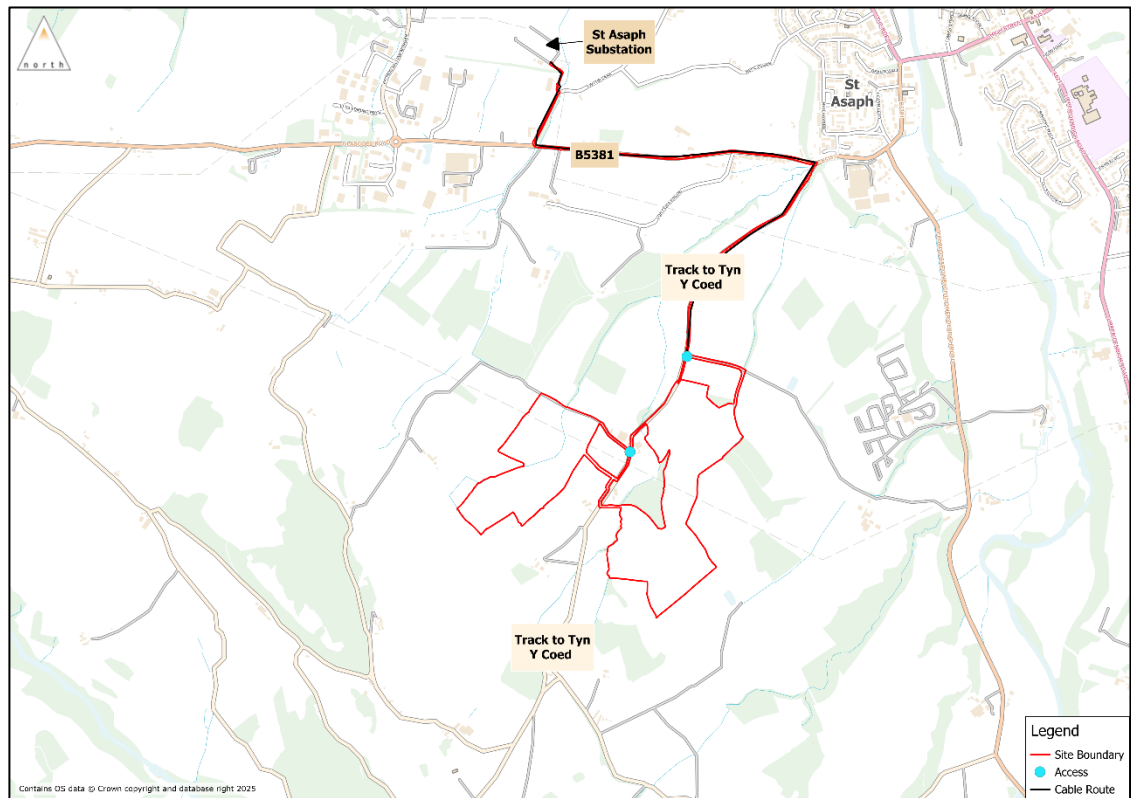 north
St Asaph
Substation
St
Asaph
B5381
Track to Tyn
Y Coed
Track to Tyn
Y Coed
Legend
Site Boundary
Access
Cable Route
Contains OS data © Crown copyright and database right 2025